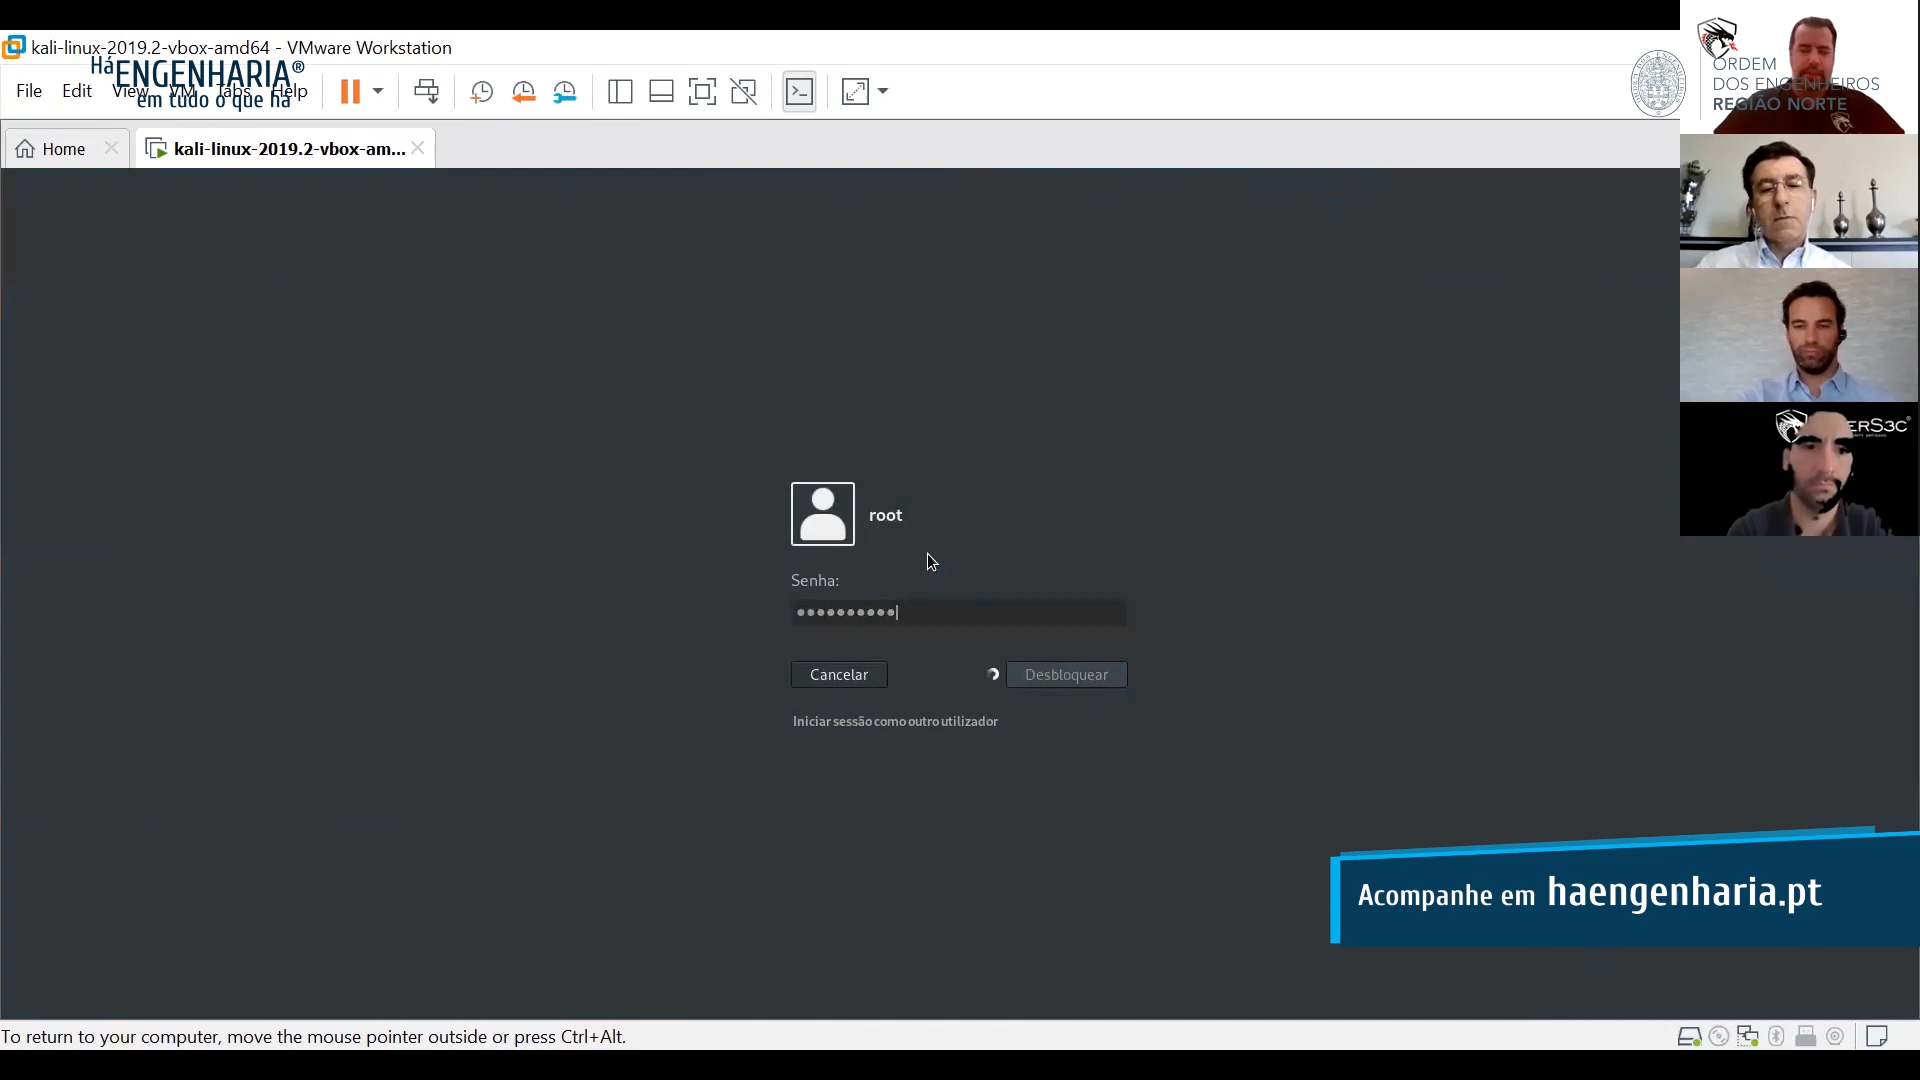 kali-linux-2019.2-vbox-amd64 - VMware Workstation
Há
ENGENHARIA®
em tudo o que há
File Edit View VM Tabs Help
Home
kali-linux-2019.2-vbox-am...
ORDEM
DOS ENGENHEIROS
REGIÃO NORTE
root
Senha:
Cancelar
Desbloquear
Iniciar sessão como outro utilizador
Acompanhe em haengenharia.pt
To return to your computer, move the mouse pointer outside or press Ctrl+Alt.